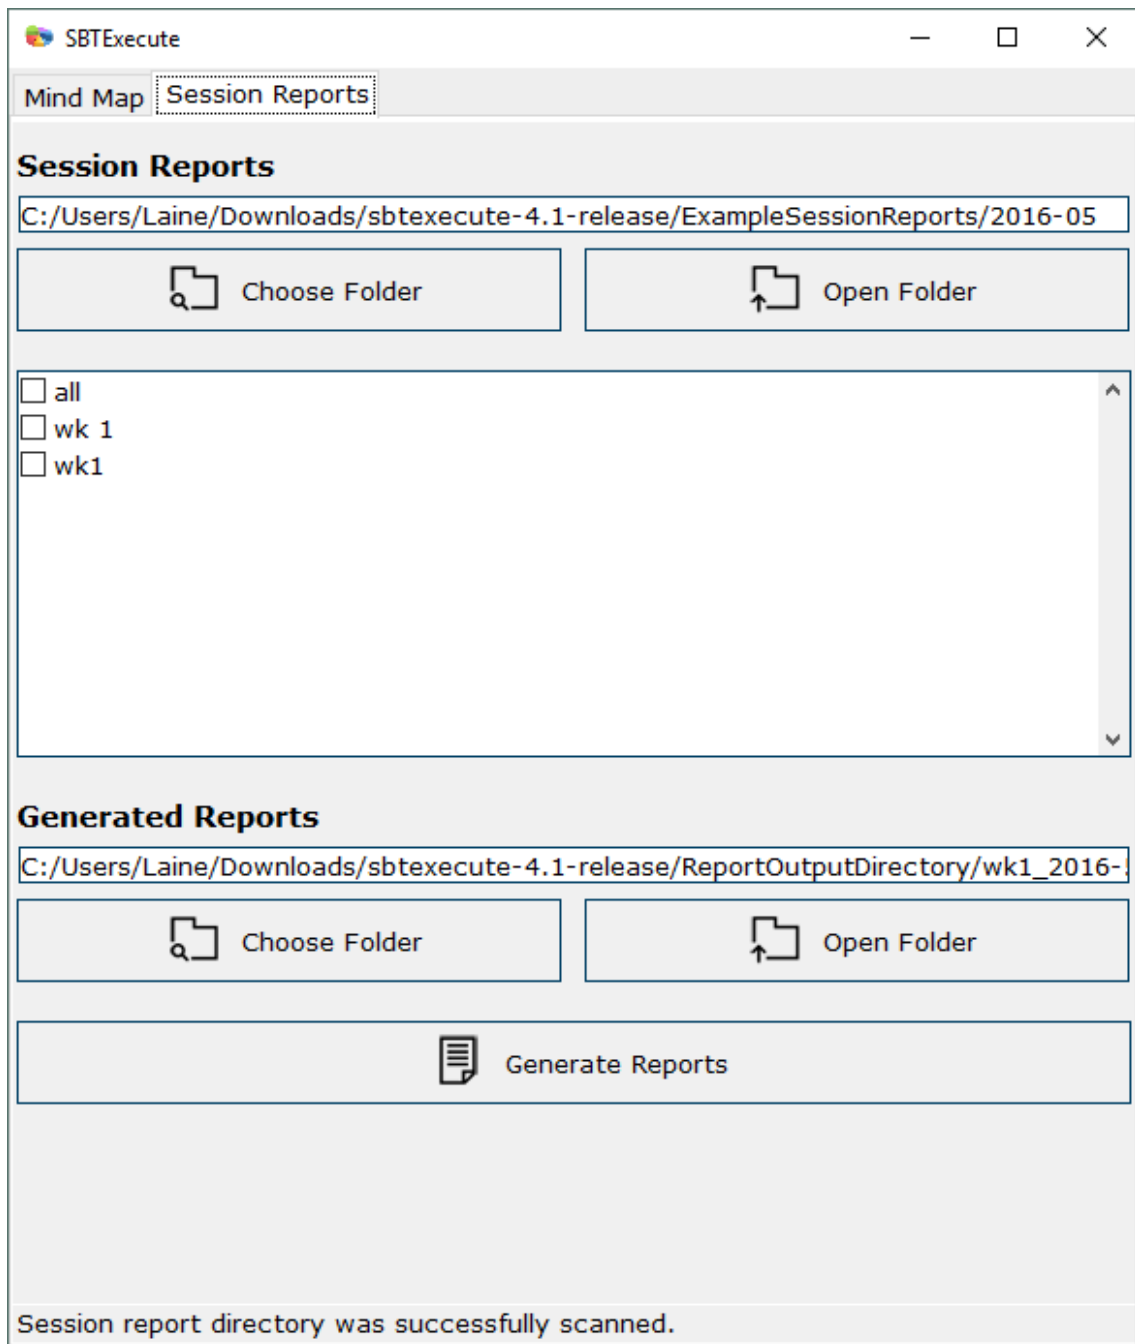 SBTExecute
Mind Map Session Reports
Session Reports
C:/Users/Laine/Downloads/sbtexecute-4.1-release/ExampleSessionReports/2016-05
Choose Folder Open Folder
all
wk 1
wk1
Generated Reports
C:/Users/Laine/Downloads/sbtexecute-4.1-release/ReportOutputDirectory/wk1_2016-
Choose Folder Open Folder
Generate Reports
Session report directory was successfully scanned.